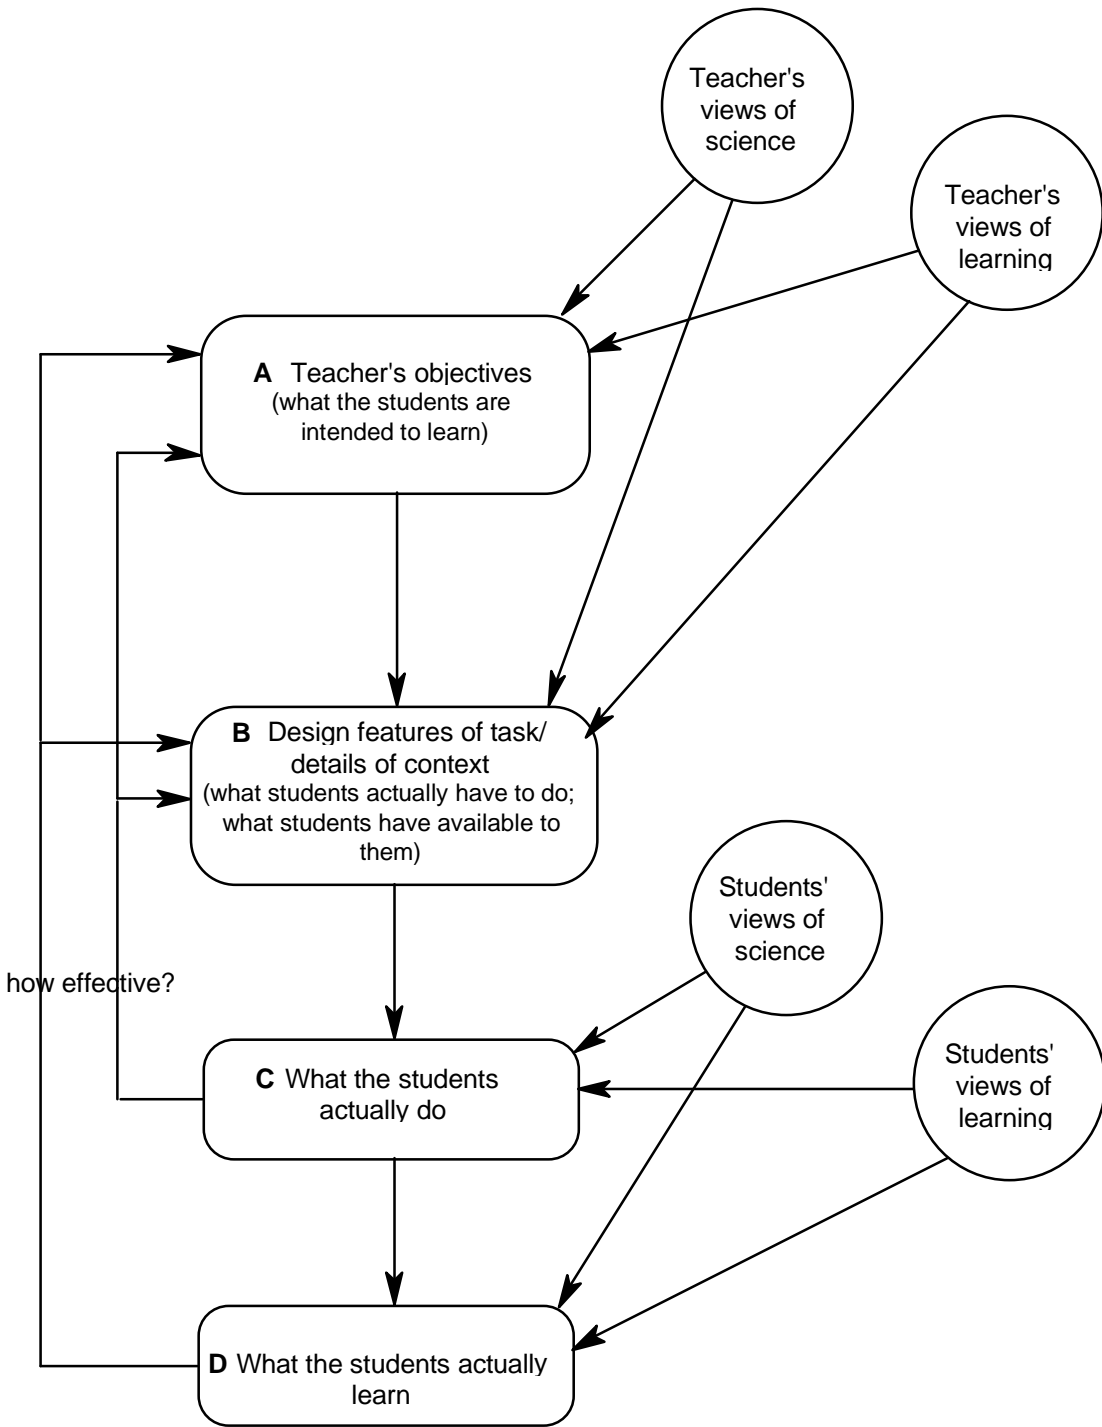 Teacher's
views of
science
Teacher's
views of
learning
A Teacher's objectives
(what the students are
intended to learn)
B Design features of task/
details of context
(what students actually have to do;
what students have available to
them)
Students'
views of
science
how effective?
Students'
views of
learning
C What the students
actually do
D What the students actually
learn